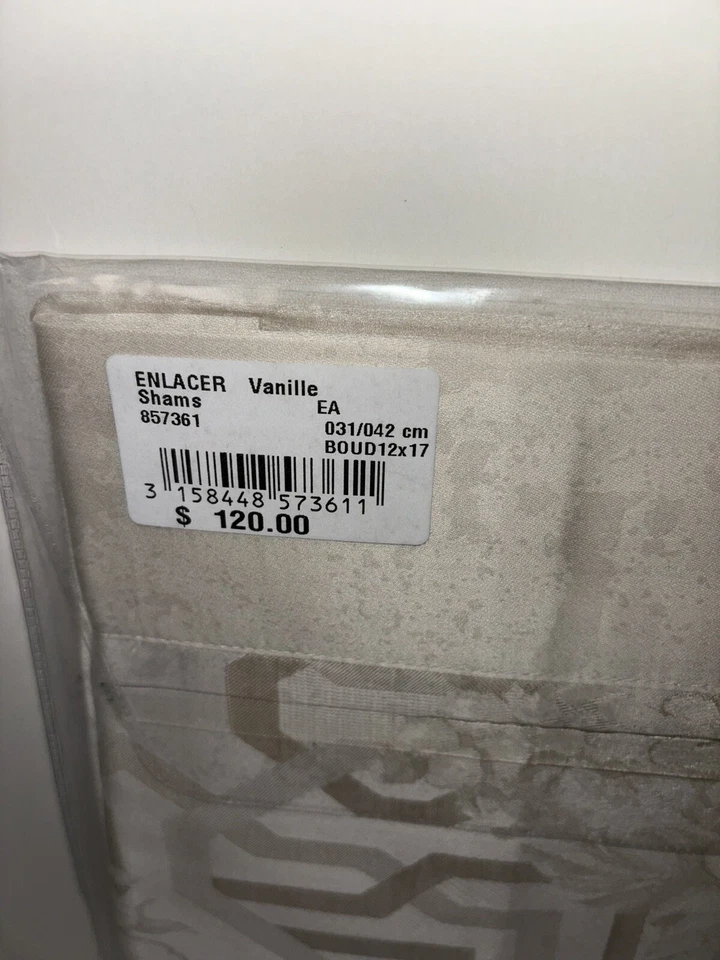 ENLACER Vanille
Shams EA
857361 031/042 cm
BOUD12x17
3 158448 573611
$ 120.00